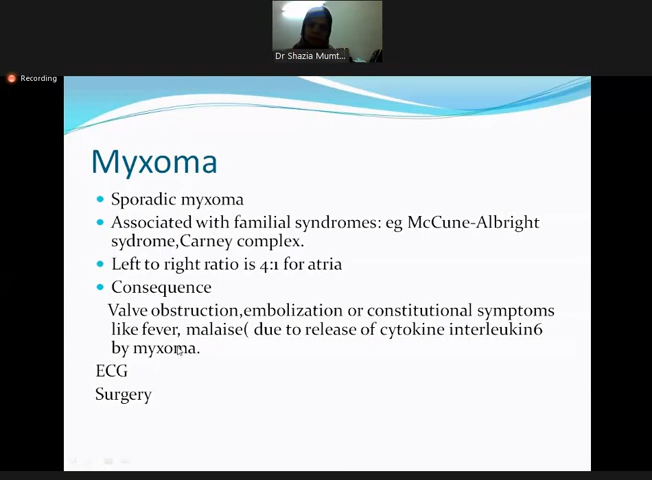 Dr Shazia Mumt...
Recording
Myxoma
Sporadic myxoma
Associated with familial syndromes: eg McCune-Albright
sydrome,Carney complex.
Left to right ratio is 4:1 for atria
Consequence
Valve obstruction,embolization or constitutional symptoms
like fever, malaise( due to release of cytokine interleukin6
by myxoma.
ECG
Surgery